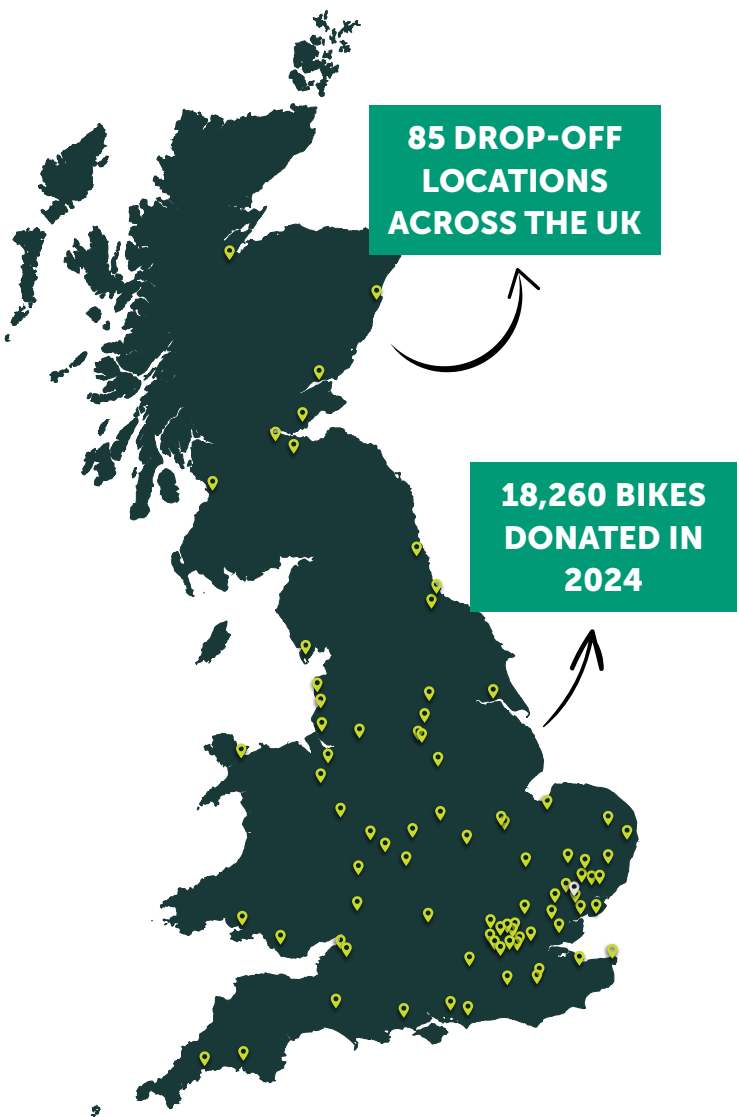 85 DROP-OFF
LOCATIONS
ACROSS THE UK
18,260 BIKES
DONATED IN
2024